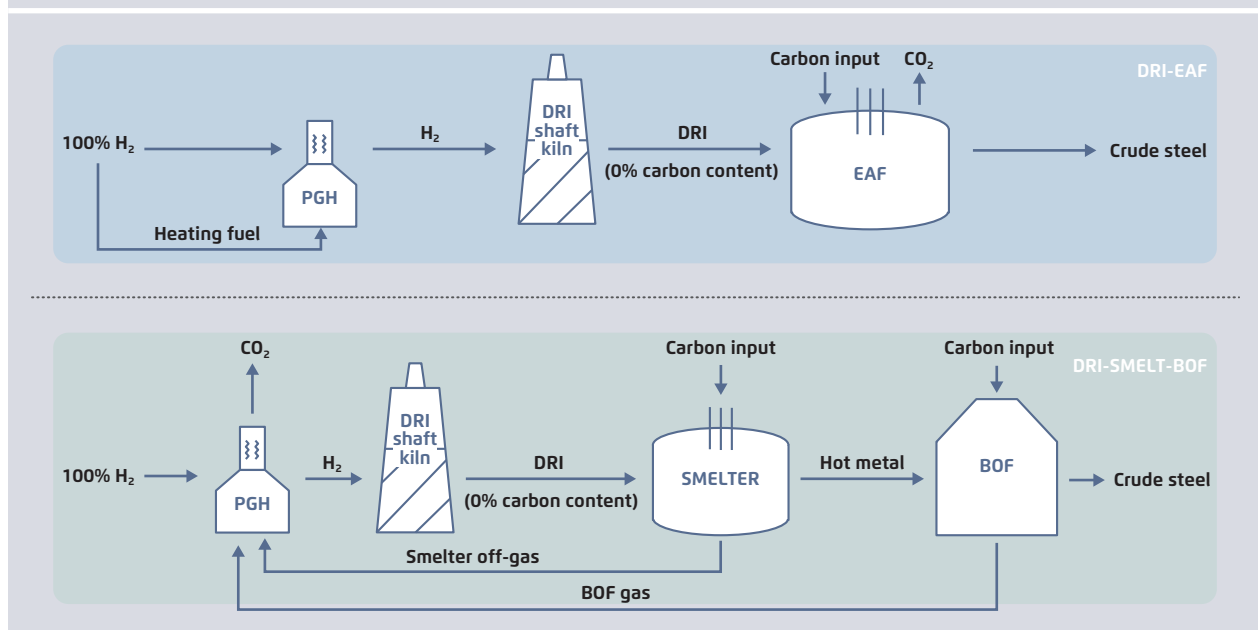 DRI-EAF
Carbon input
CO₂
100% H₂
PGH
H₂
DRI
shaft
kiln
DRI
(0% carbon content)
EAF
Crude steel
Heating fuel
DRI-SMELT-BOF
CO₂
Carbon input
Carbon input
100% H₂
PGH
H₂
DRI
shaft
kiln
DRI
(0% carbon content)
SMELTER
Hot metal
BOF
Crude steel
Smelter off-gas
BOF gas